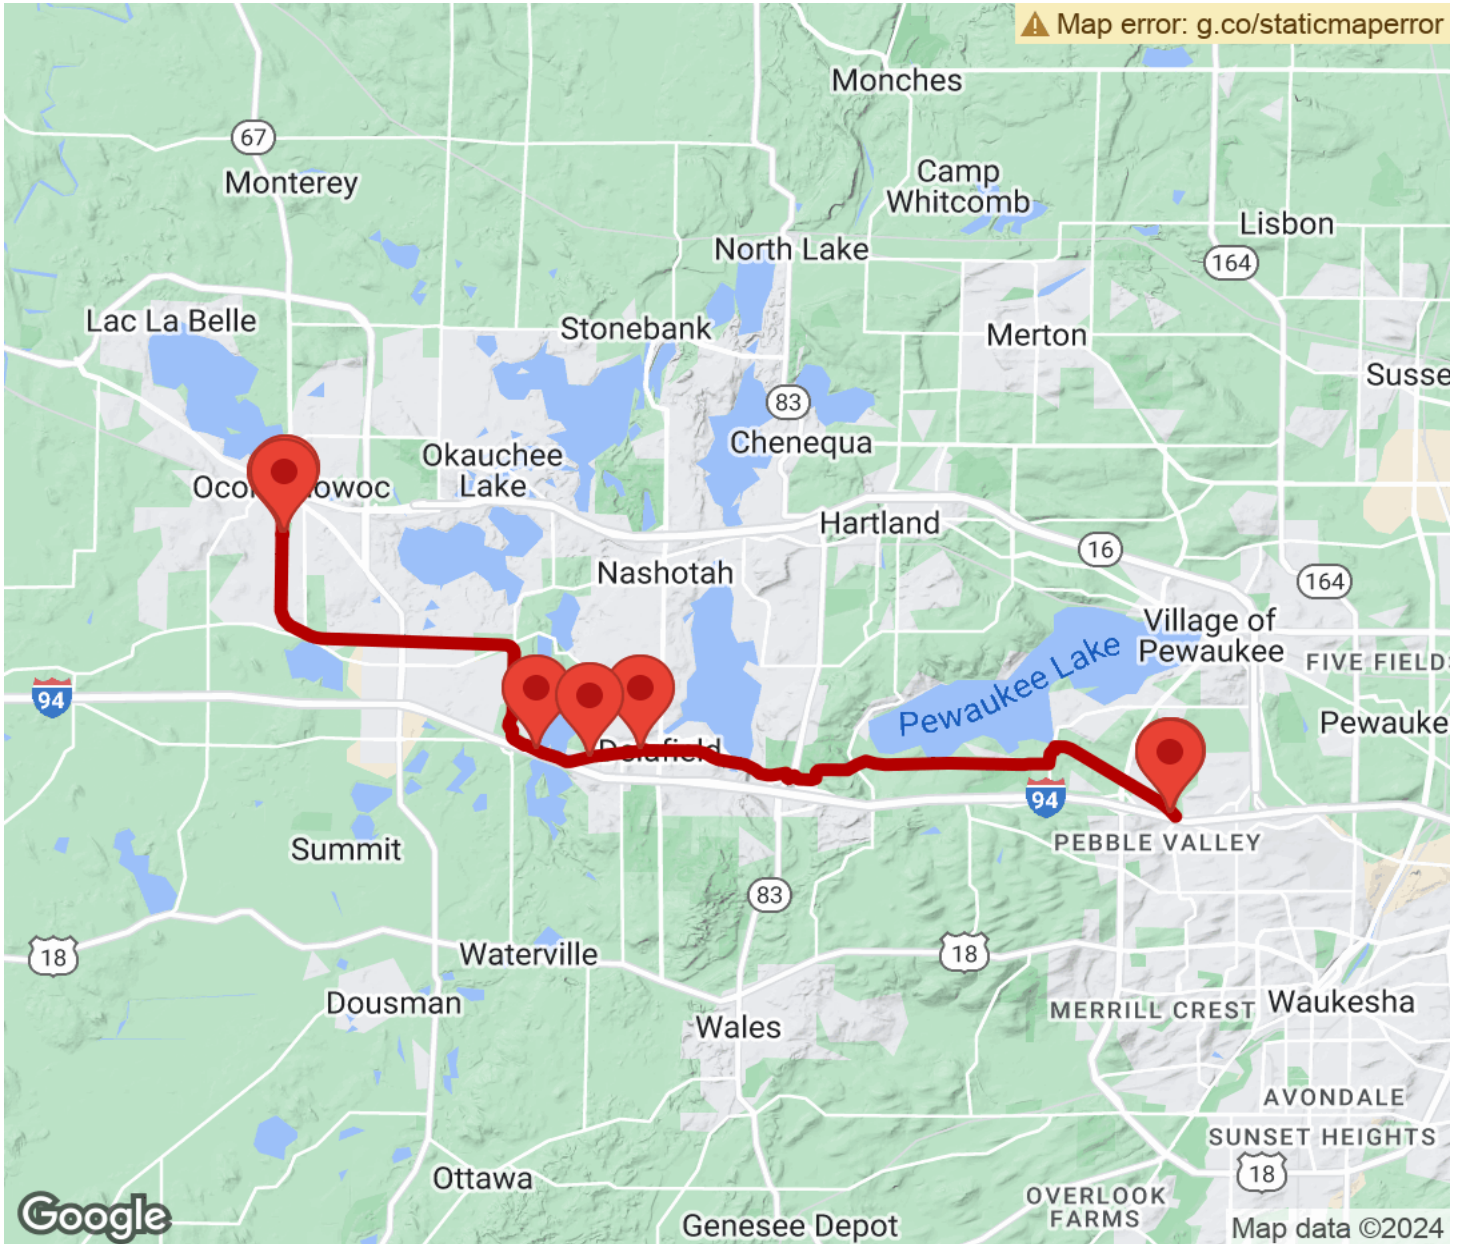 Map error: g.co/staticmaperror
Monches
67
Monterey
Camp
Whitcomb
Lisbon
North Lake
164
Lac La Belle
Stonebank
Merton
Susse
83
Chenequa
Okauchee
Lake
Hartland
16
Nashotah
164
Village of
Pewaukee
Pewaukee Lake
FIVE FIELD
94
Pewauke
94
PEBBLE VALLEY
Summit
83
18
Waterville
18
Dousman
MERRILL CREST
Waukesha
Wales
AVONDALE
SUNSET HEIGHTS
Ottawa
18
OVERLOOK
FARMS
Google
Genesee Depot
Map data ©2024